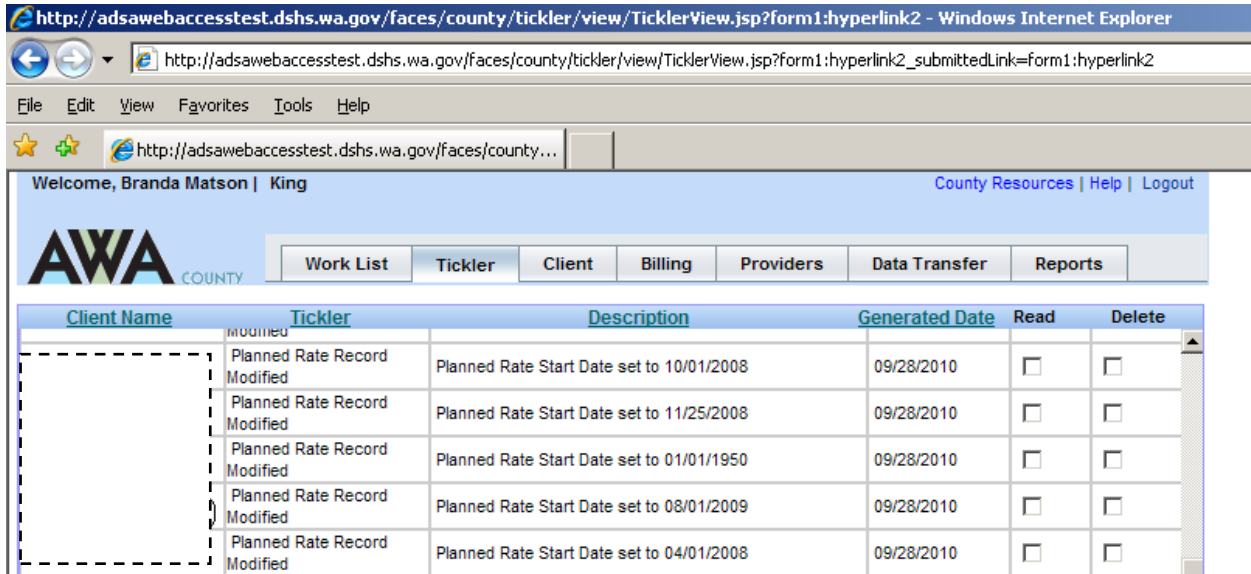 http://adsawebaccesstest.dshs.wa.gov/faces/county/tickler/view/TicklerView.jsp?form1:hyperlink2 - Windows Internet Explorer
http://adsawebaccesstest.dshs.wa.gov/faces/county/tickler/view/TicklerView.jsp?form1:hyperlink2_submittedLink=form1:hyperlink2
File Edit View Favorites Tools Help
http://adsawebaccesstest.dshs.wa.gov/faces/county...
Welcome, Branda Matson | King County Resources | Help | Logout
AWA COUNTY Work List Tickler Client Billing Providers Data Transfer Reports
Client Name Tickler Description Generated Date Read Delete
Modified
Planned Rate Record
Modified Planned Rate Start Date set to 10/01/2008 09/28/2010
Planned Rate Record
Modified Planned Rate Start Date set to 11/25/2008 09/28/2010
Planned Rate Record
Modified Planned Rate Start Date set to 01/01/1950 09/28/2010
Planned Rate Record
) Modified Planned Rate Start Date set to 08/01/2009 09/28/2010
Planned Rate Record
Modified Planned Rate Start Date set to 04/01/2008 09/28/2010